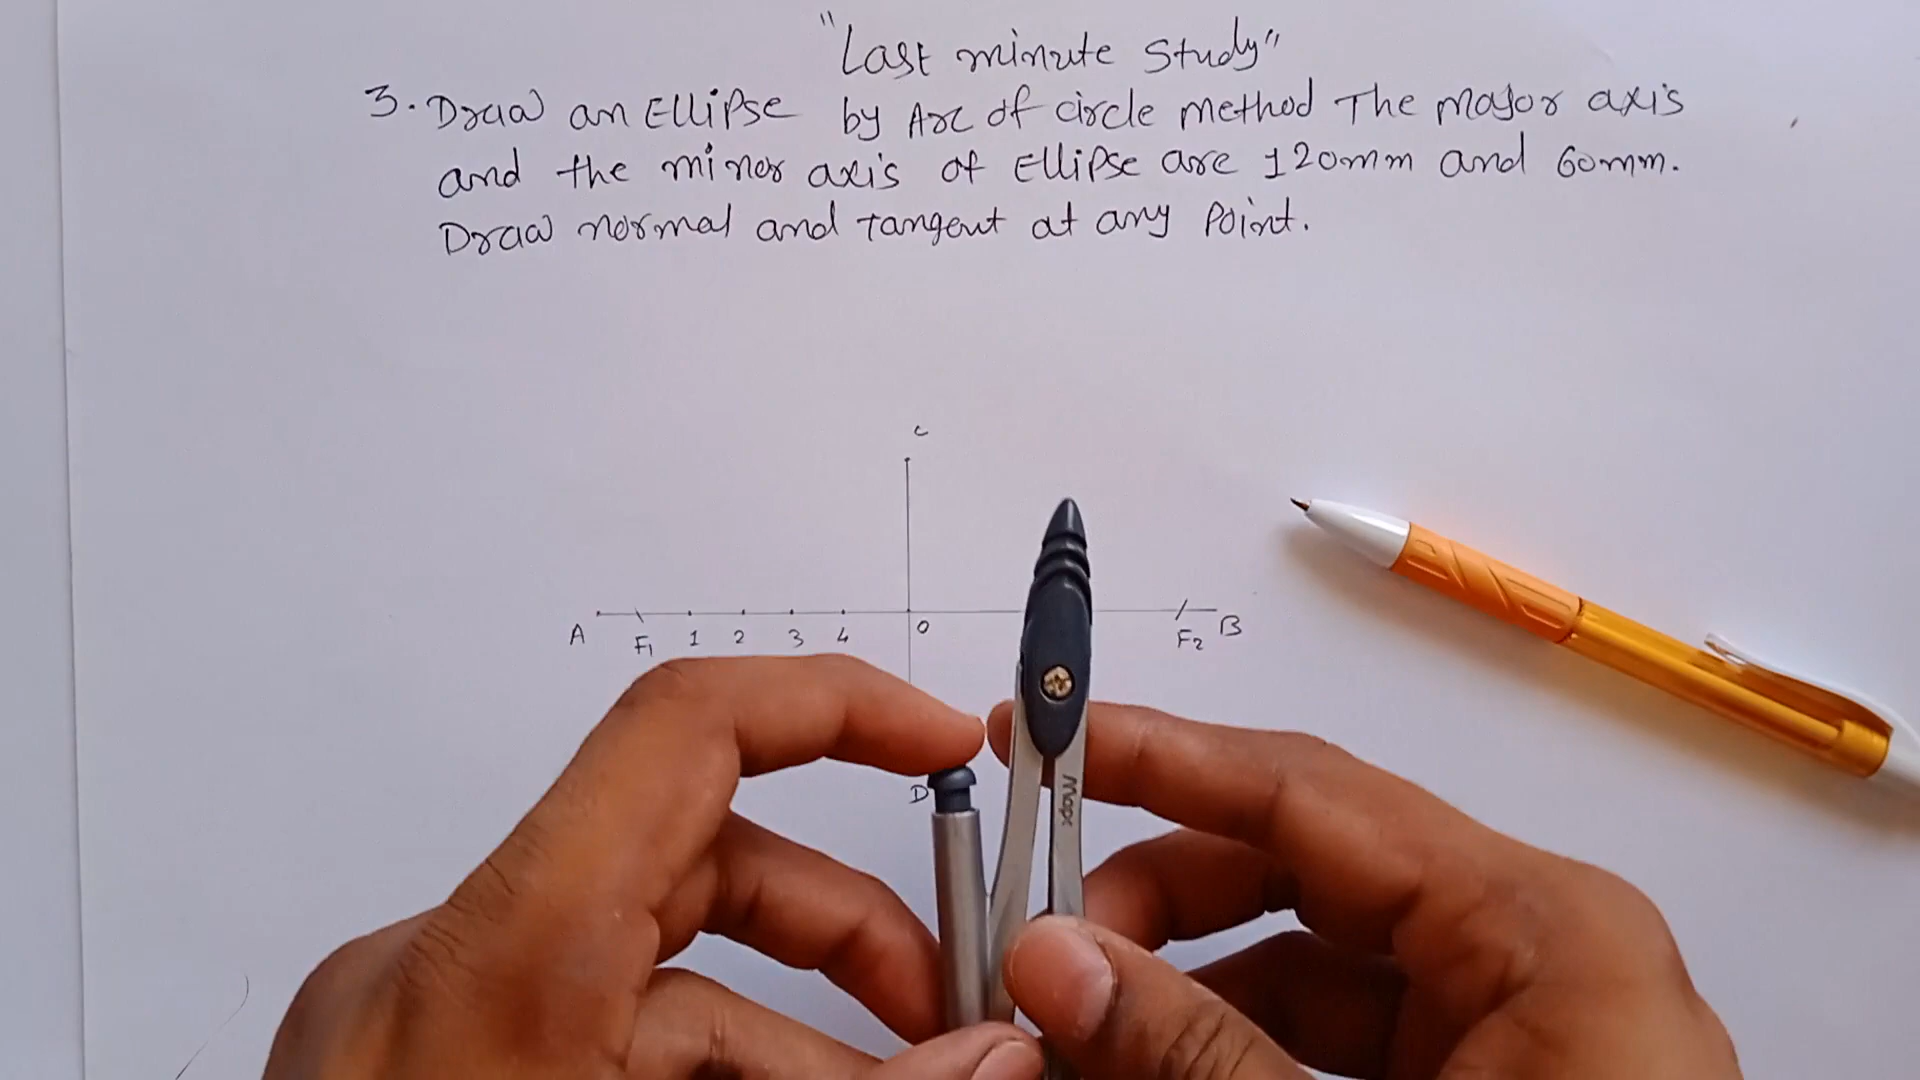 "Last minute Study"
3. Draw an Ellipse by Arc of circle method The major axis
and the minor axis of Ellipse are 120mm and 60mm.
Draw normal and Tangent at any Point.
C
A F1 1 2 3 4 O F2 B
D
Mapx